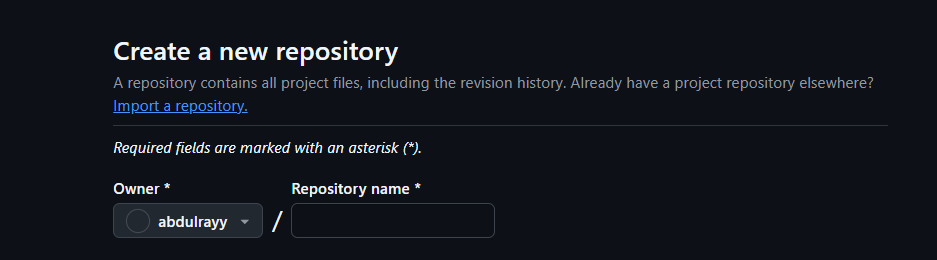 Create a new repository
A repository contains all project files, including the revision history. Already have a project repository elsewhere?
Import a repository.
Required fields are marked with an asterisk (*).
Owner * Repository name *
abdulrayy /